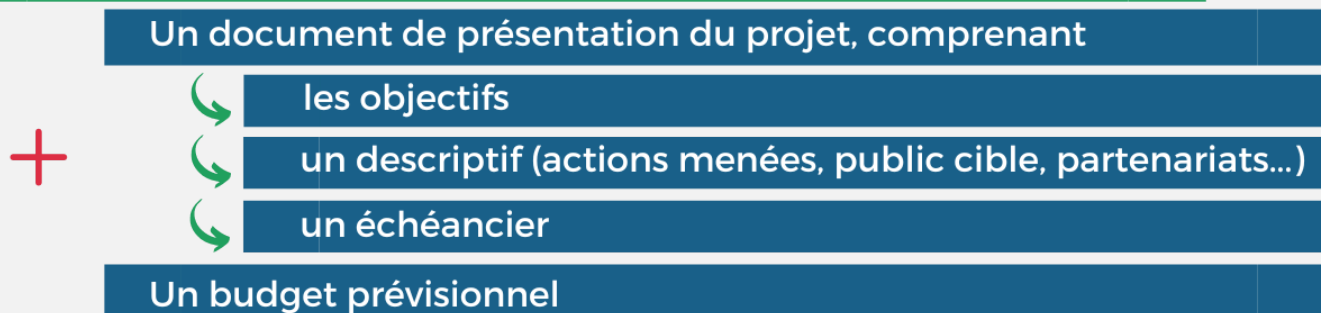 Un document de présentation du projet, comprenant
les objectifs
un descriptif (actions menées, public cible, partenariats...)
un échéancier
Un budget prévisionnel